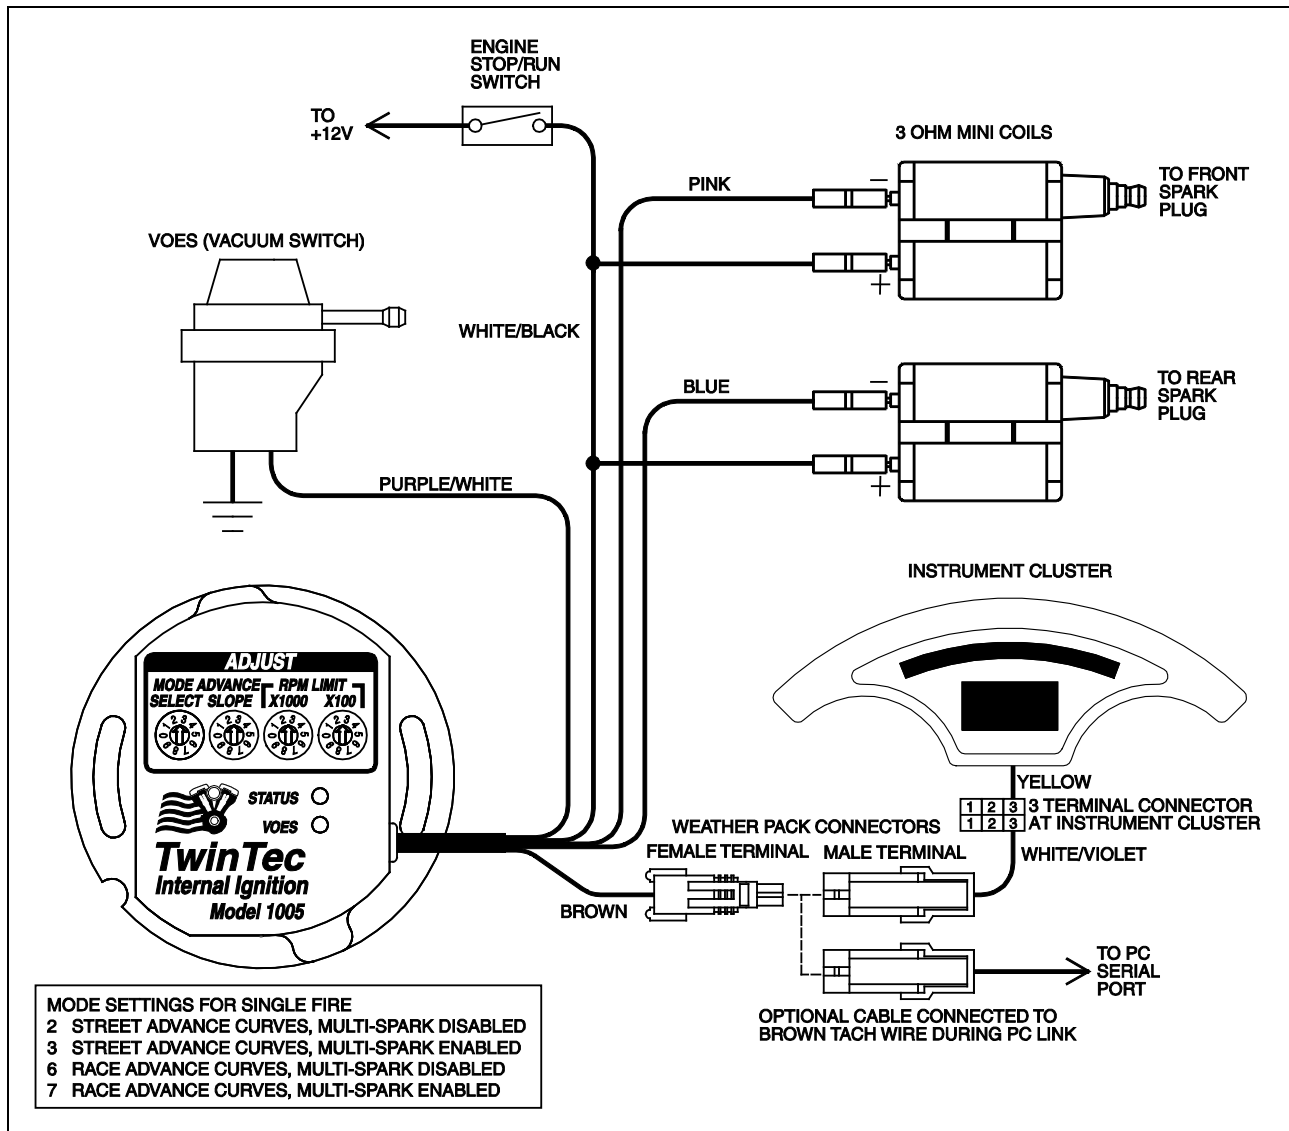 ENGINE
STOP/RUN
SWITCH
TO
+12V
3 OHM MINI COILS
PINK
−
+
TO FRONT
SPARK
PLUG
VOES (VACUUM SWITCH)
WHITE/BLACK
BLUE
−
+
TO REAR
SPARK
PLUG
PURPLE/WHITE
INSTRUMENT CLUSTER
ADJUST
MODE ADVANCE RPM LIMIT
SELECT SLOPE X1000 X100
STATUS
VOES
TwinTec
Internal Ignition
Model 1005
YELLOW
1 2 3 3 TERMINAL CONNECTOR
1 2 3 AT INSTRUMENT CLUSTER
WHITE/VIOLET
WEATHER PACK CONNECTORS
FEMALE TERMINAL MALE TERMINAL
BROWN
TO PC
SERIAL
PORT
OPTIONAL CABLE CONNECTED TO
BROWN TACH WIRE DURING PC LINK
MODE SETTINGS FOR SINGLE FIRE
2 STREET ADVANCE CURVES, MULTI-SPARK DISABLED
3 STREET ADVANCE CURVES, MULTI-SPARK ENABLED
6 RACE ADVANCE CURVES, MULTI-SPARK DISABLED
7 RACE ADVANCE CURVES, MULTI-SPARK ENABLED